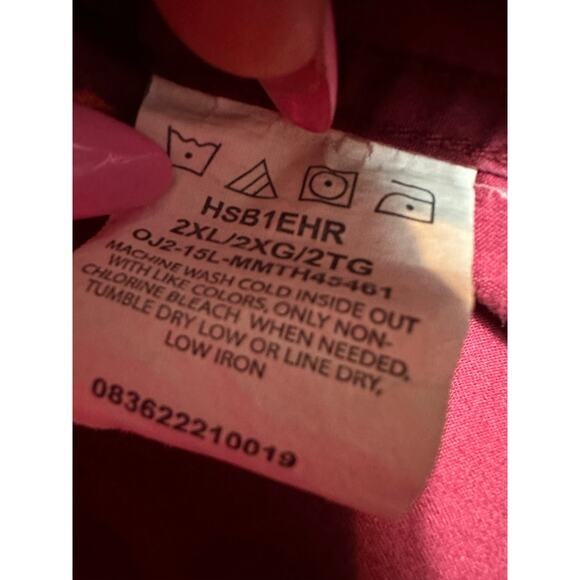 HsB1EHR
2XL/2XG/2TG
OJ2-15L-MMTH45461
MACHINE WASH COLD INSIDE OUT
WITH LIKE COLORS, ONLY NON-
CHLORINE BLEACH, WHEN NEEDED,
TUMBLE DRY LOW OR LINE DRY,
LOW IRON
083622210019